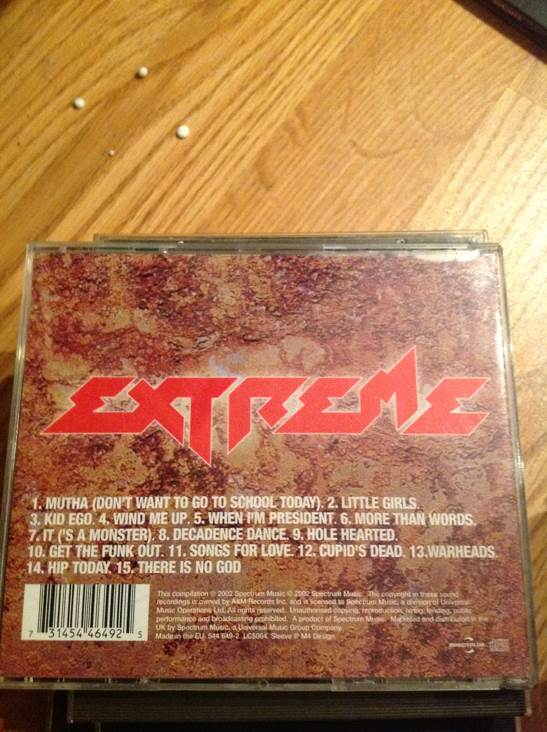 EXTREME
1. MUTHA (DON'T WANT TO GO TO SCHOOL TODAY). 2. LITTLE GIRLS.
3. KID EGO. 4. WIND ME UP. 5. WHEN I'M PRESIDENT. 6. MORE THAN WORDS.
7. IT ('S A MONSTER). 8. DECADENCE DANCE. 9. HOLE HEARTED.
10. GET THE FUNK OUT. 11. SONGS FOR LOVE. 12. CUPID'S DEAD. 13.WARHEADS.
14. HIP TODAY. 15. THERE IS NO GOD
This compilation ℗ 2002 Spectrum Music © 2002 Spectrum Music. The copyright in these sound
recordings is owned by A&M Records Inc. and is licensed to Spectrum Music, a division of Universal
Music Operations Ltd. All rights reserved. Unauthorised copying, reproduction, hiring, lending, public
performance and broadcasting prohibited. A product of Spectrum Music. Marketed and distributed in the
UK by Spectrum Music, a Universal Music Group Company.
Made in the EU. 544 649-2. LC5064. Sleeve ℗ M4 Design.
7 31454 46492 5